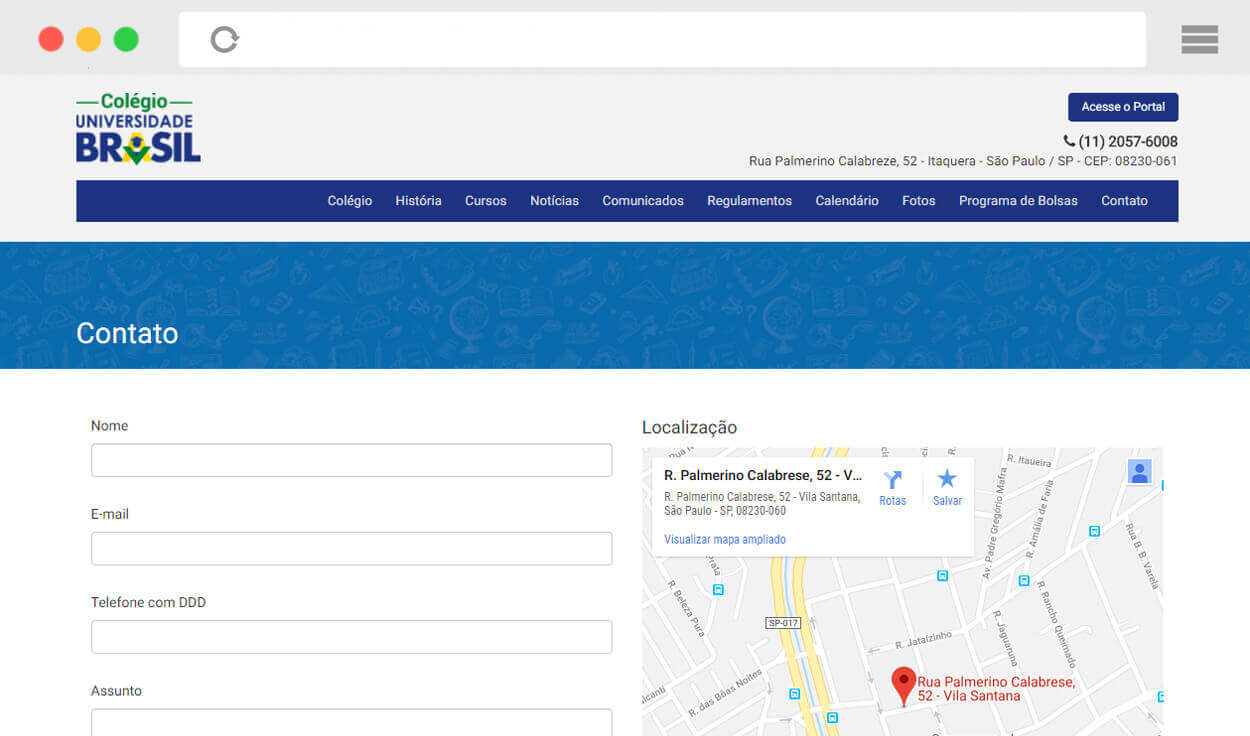 Colégio
UNIVERSIDADE
BRASIL
Acesse o Portal
(11) 2057-6008
Rua Palmerino Calabreze, 52 - Itaquera - São Paulo / SP - CEP: 08230-061
Colégio História Cursos Notícias Comunicados Regulamentos Calendário Fotos Programa de Bolsas Contato
Contato
Nome
E-mail
Telefone com DDD
Assunto
Localização
R. Palmerino Calabrese, 52 - V...
R. Palmerino Calabrese, 52 - Vila Santana,
São Paulo - SP, 08230-060
Visualizar mapa ampliado
Rotas
Salvar
R. Itaueira
Av. Padre Gregório Mafra
R. Amália de Faria
Rua B. B. Varela
Prata
R. Beleza Pura
SP-017
R. Rancho Queimado
R. Jaguaruna
R. Jataizinho
R. das Bôas Noites
Rua Palmerino Calabrese,
52 - Vila Santana